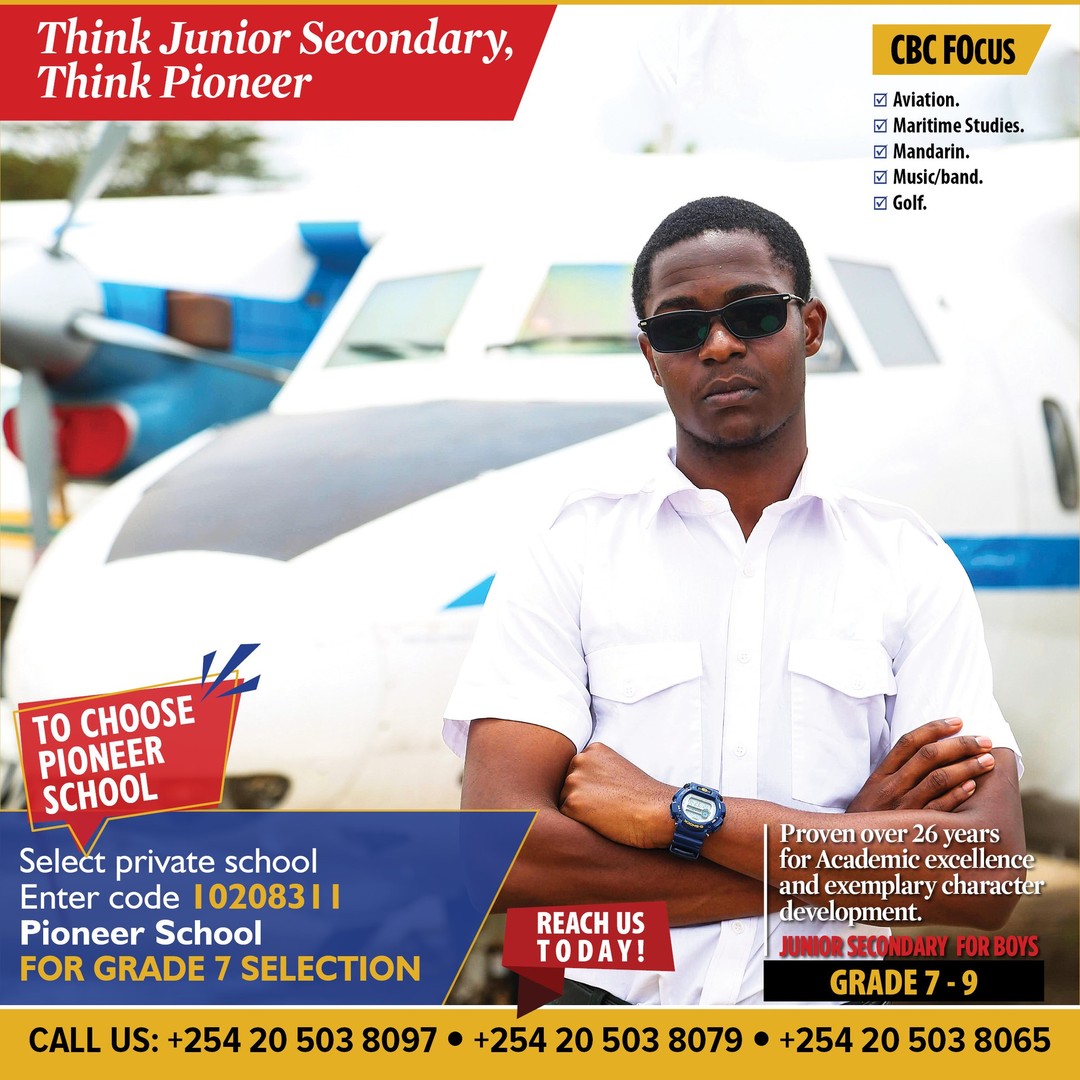 Think Junior Secondary,
Think Pioneer
CBC FOcus
Aviation.
Maritime Studies.
Mandarin.
Music/band.
Golf.
TO CHOOSE
PIONEER
SCHOOL
Select private school
Enter code 10208311
Pioneer School
FOR GRADE 7 SELECTION
REACH US
TODAY!
Proven over 26 years
for Academic excellence
and exemplary character
development.
JUNIOR SECONDARY FOR BOYS
GRADE 7 - 9
CALL US: +254 20 503 8097 • +254 20 503 8079 • +254 20 503 8065